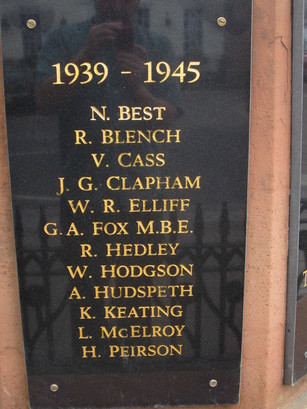 1939 - 1945
N. BEST
R. BLENCH
V. CASS
J. G. CLAPHAM
W. R. ELLIFF
G. A. FOX M.B.E.
R. HEDLEY
W. HODGSON
A. HUDSPETH
K. KEATING
L. McELROY
H. PEIRSON